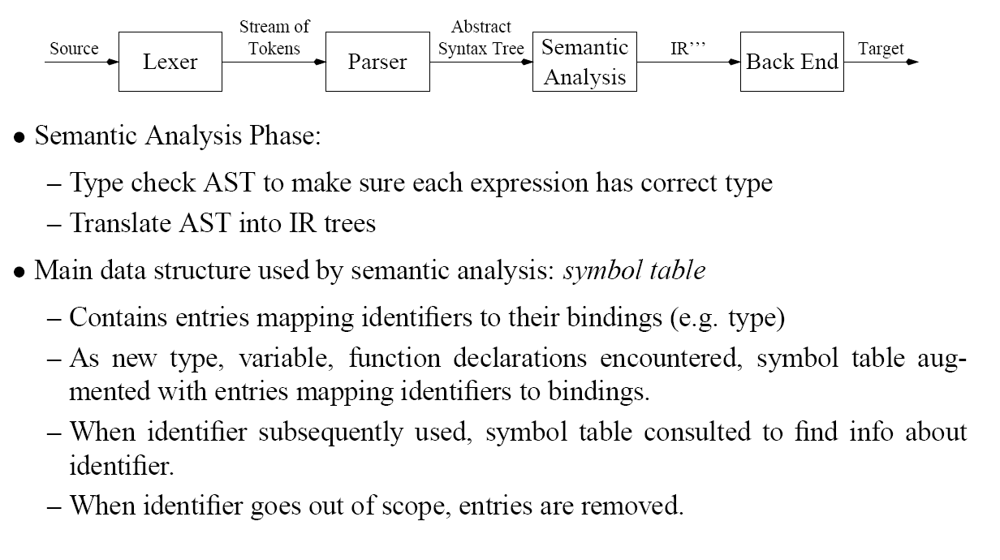 Source
Lexer
Stream of
Tokens
Parser
Abstract
Syntax Tree
Semantic
Analysis
IR’’’
Back End
Target
• Semantic Analysis Phase:
– Type check AST to make sure each expression has correct type
– Translate AST into IR trees
• Main data structure used by semantic analysis: symbol table
– Contains entries mapping identifiers to their bindings (e.g. type)
– As new type, variable, function declarations encountered, symbol table aug-
mented with entries mapping identifiers to bindings.
– When identifier subsequently used, symbol table consulted to find info about
identifier.
– When identifier goes out of scope, entries are removed.